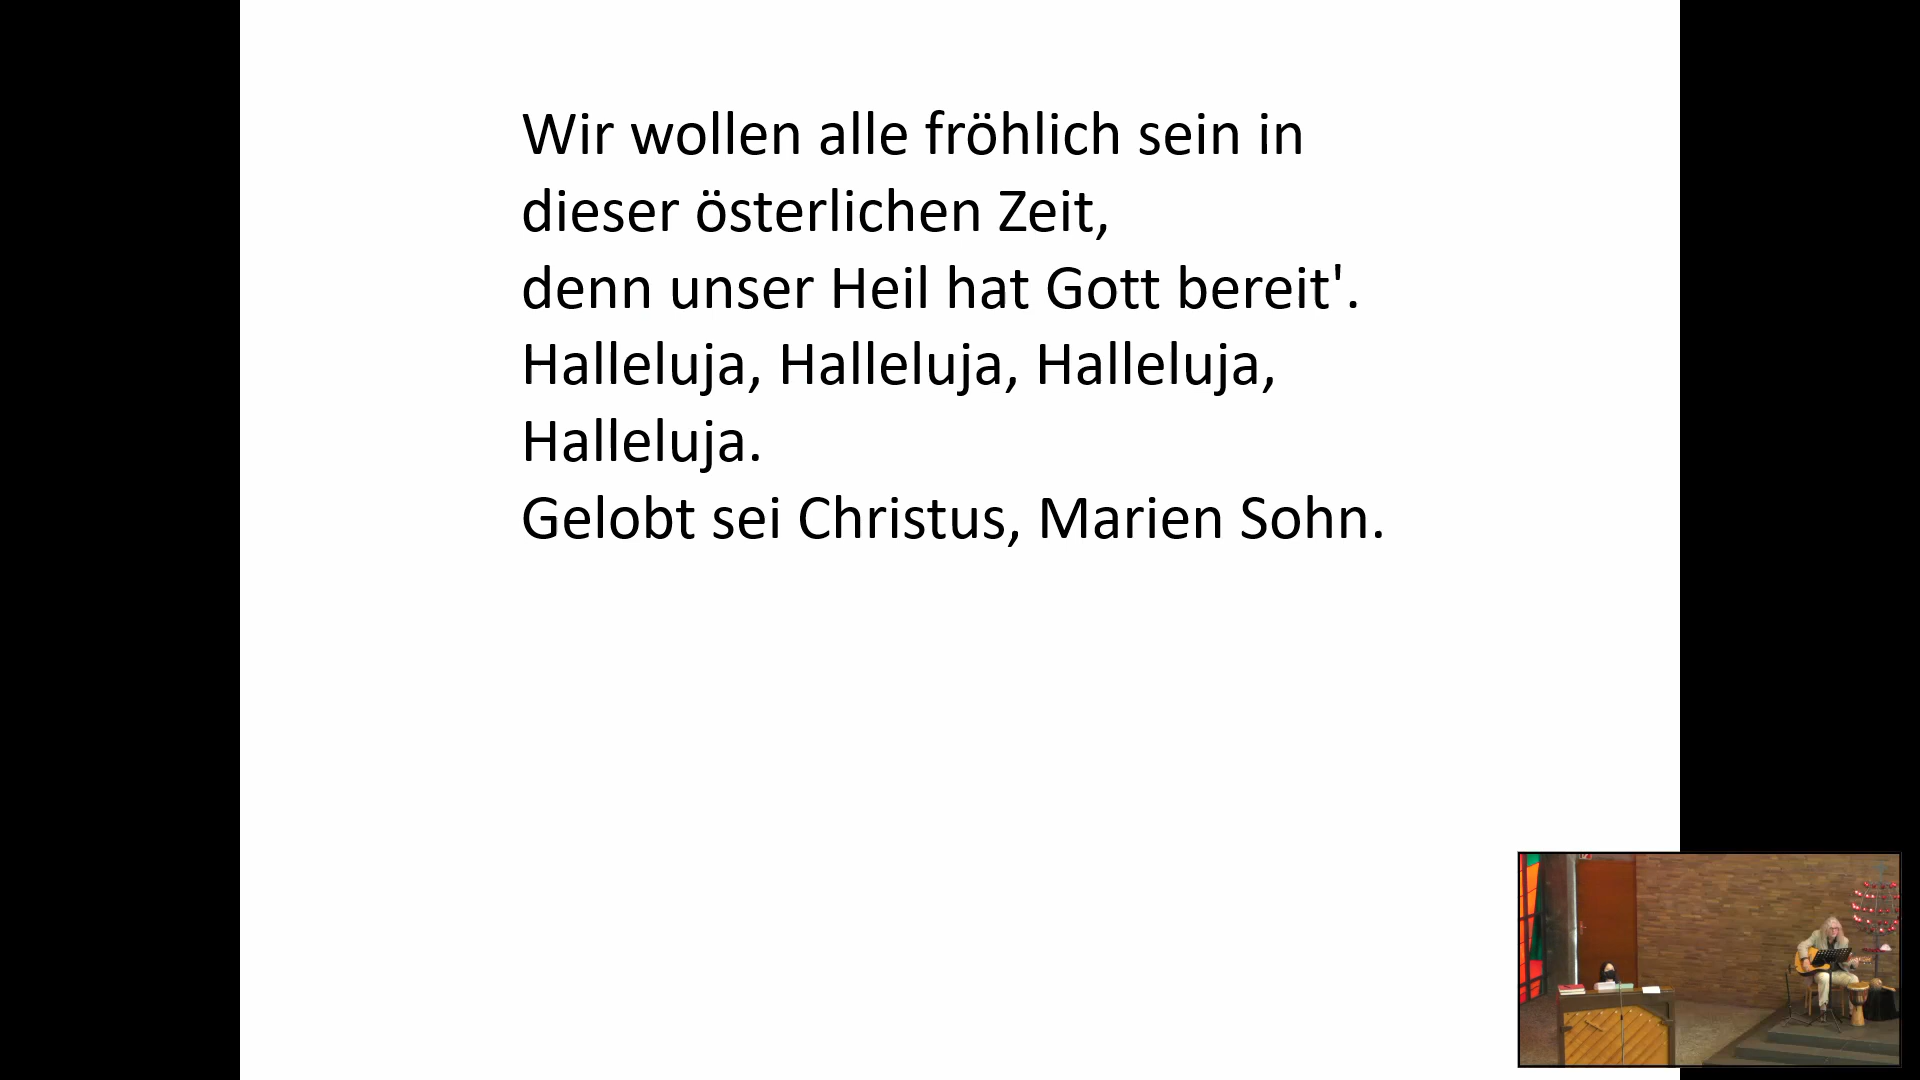 Wir wollen alle fröhlich sein in
dieser österlichen Zeit,
denn unser Heil hat Gott bereit'.
Halleluja, Halleluja, Halleluja,
Halleluja.
Gelobt sei Christus, Marien Sohn.